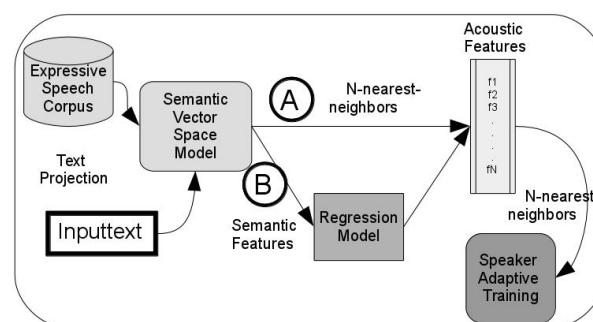 Expressive
Speech
Corpus
Text
Projection
Inputtext
Semantic
Vector
Space
Model
A
N-nearest-
neighbors
B
Semantic
Features
Regression
Model
Acoustic
Features
f1
f2
f3
.
.
.
.
fN
N-nearest
neighbors
Speaker
Adaptive
Training